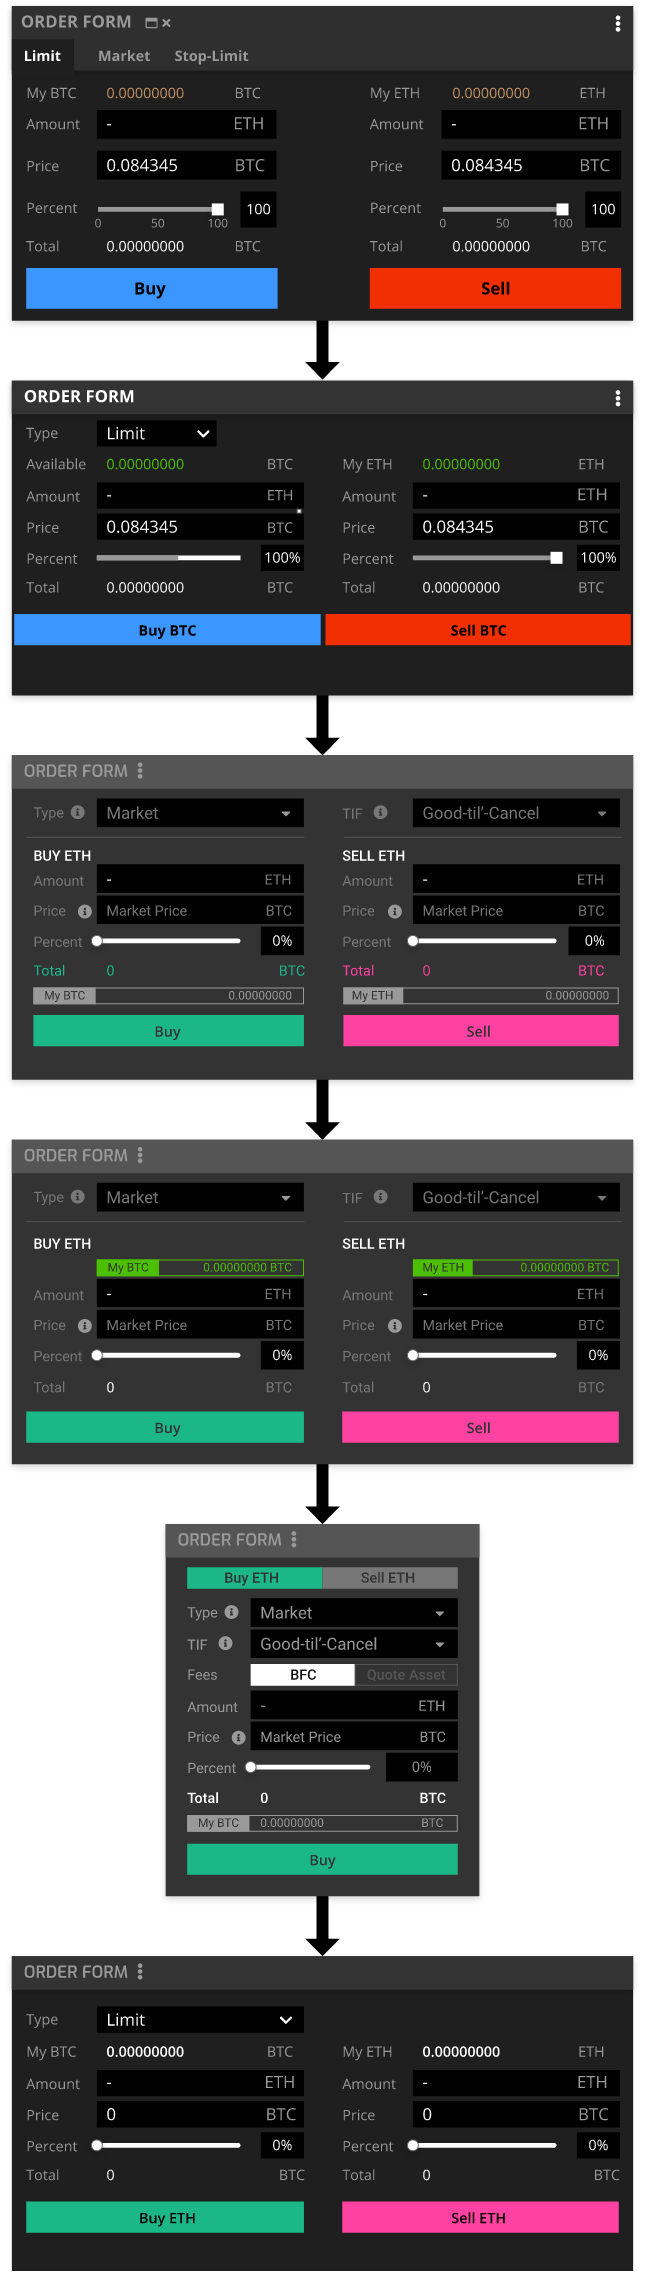 ORDER FORM
Limit Market Stop-Limit
My BTC 0.00000000 BTC My ETH 0.00000000 ETH
Amount - ETH Amount - ETH
Price 0.084345 BTC Price 0.084345 BTC
Percent 100 Percent 100
0 50 100 0 50 100
Total 0.00000000 BTC Total 0.00000000 BTC
Buy Sell
ORDER FORM
Type Limit
Available 0.00000000 BTC My ETH 0.00000000 ETH
Amount - ETH Amount - ETH
Price 0.084345 BTC Price 0.084345 BTC
Percent 100% Percent 100%
Total 0.00000000 BTC Total 0.00000000 BTC
Buy BTC Sell BTC
ORDER FORM
Type Market TIF Good-til'-Cancel
BUY ETH SELL ETH
Amount - ETH Amount - ETH
Price Market Price BTC Price Market Price BTC
Percent 0% Percent 0%
Total 0 BTC Total 0 BTC
My BTC 0.00000000 My ETH 0.00000000
Buy Sell
ORDER FORM
Type Market TIF Good-til'-Cancel
BUY ETH SELL ETH
My BTC 0.00000000 BTC My ETH 0.00000000 BTC
Amount - ETH Amount - ETH
Price Market Price BTC Price Market Price BTC
Percent 0% Percent 0%
Total 0 BTC Total 0 BTC
Buy Sell
ORDER FORM
Buy ETH Sell ETH
Type Market
TIF Good-til'-Cancel
Fees BFC Quote Asset
Amount - ETH
Price Market Price BTC
Percent 0%
Total 0 BTC
My BTC 0.00000000 BTC
Buy
ORDER FORM
Type Limit
My BTC 0.00000000 BTC My ETH 0.00000000 ETH
Amount - ETH Amount - ETH
Price 0 BTC Price 0 BTC
Percent 0% Percent 0%
Total 0 BTC Total 0 BTC
Buy ETH Sell ETH